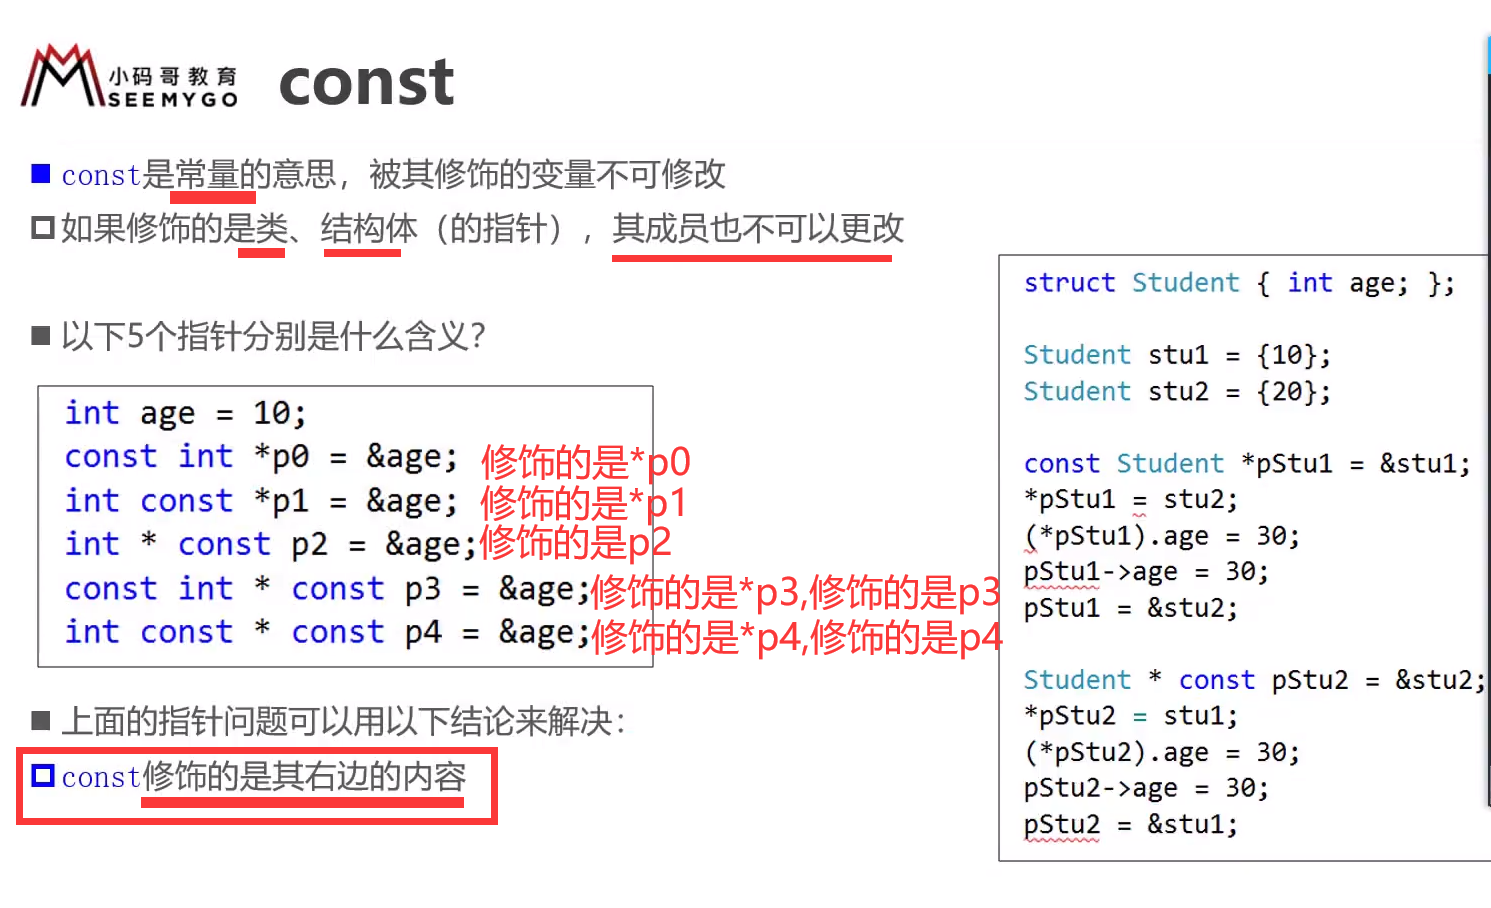 小码哥教育
SEEMYGO
const
const是常量的意思，被其修饰的变量不可修改
如果修饰的是类、结构体（的指针），其成员也不可以更改
以下5个指针分别是什么含义？
int age = 10;
const int *p0 = &age; 修饰的是*p0
int const *p1 = &age; 修饰的是*p1
int * const p2 = &age;修饰的是p2
const int * const p3 = &age;修饰的是*p3,修饰的是p3
int const * const p4 = &age;修饰的是*p4,修饰的是p4
上面的指针问题可以用以下结论来解决：
const修饰的是其右边的内容
struct Student { int age; };
Student stu1 = {10};
Student stu2 = {20};
const Student *pStu1 = &stu1;
*pStu1 = stu2;
(*pStu1).age = 30;
pStu1->age = 30;
pStu1 = &stu2;
Student * const pStu2 = &stu2;
*pStu2 = stu1;
(*pStu2).age = 30;
pStu2->age = 30;
pStu2 = &stu1;